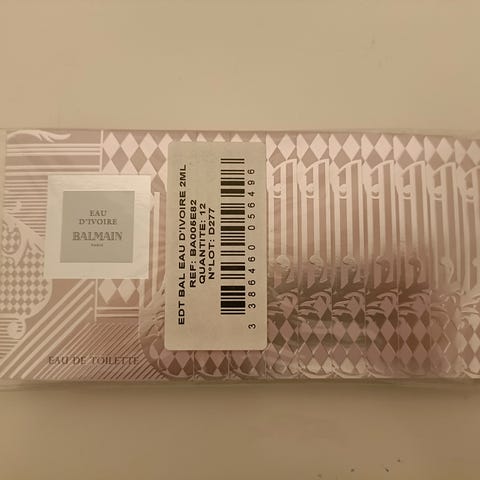 EAU
D'IVOIRE
BALMAIN
PARIS
EAU DE TOILETTE
EDT BAL EAU D'IVOIRE 2ML
REF: BA005E82
QUANTITE: 12
N°LOT: D277
3 386460 056496